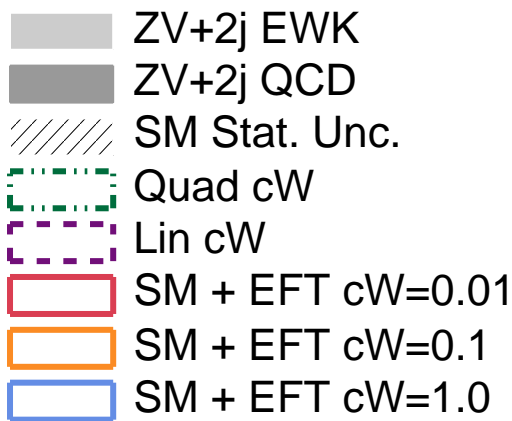 ZV+2j EWK
ZV+2j QCD
SM Stat. Unc.
Quad cW
Lin cW
SM + EFT cW=0.01
SM + EFT cW=0.1
SM + EFT cW=1.0